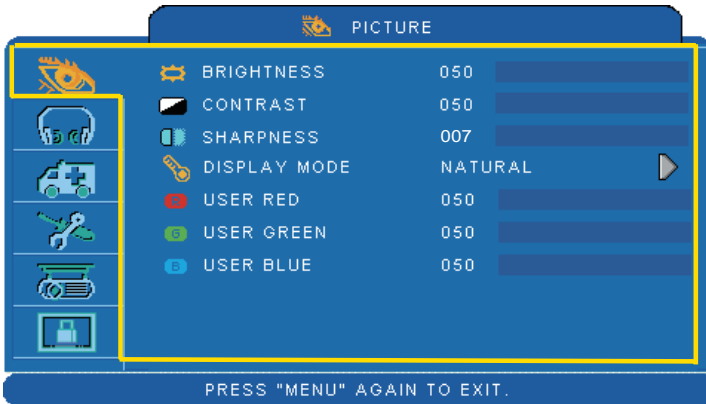 PICTURE
BRIGHTNESS 050
CONTRAST 050
SHARPNESS 007
DISPLAY MODE NATURAL
R USER RED 050
G USER GREEN 050
B USER BLUE 050
PRESS "MENU" AGAIN TO EXIT.